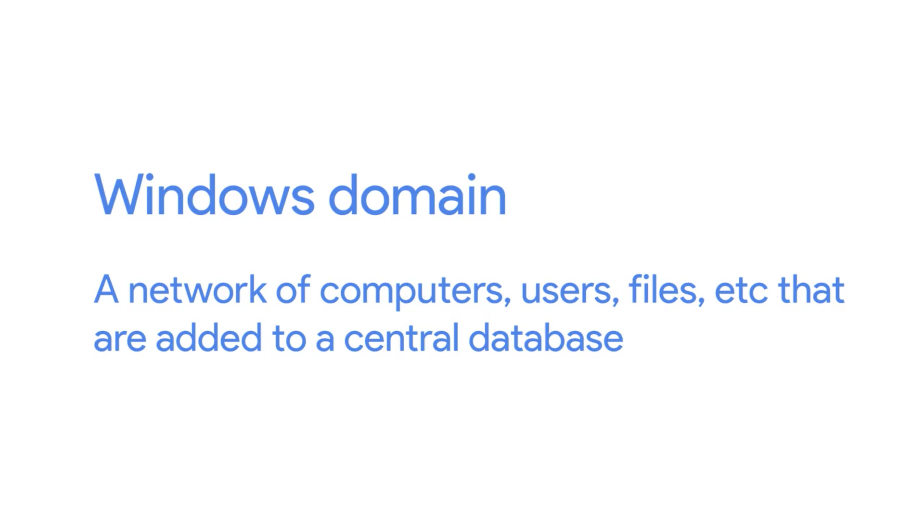 Windows domain
A network of computers, users, files, etc that
are added to a central database